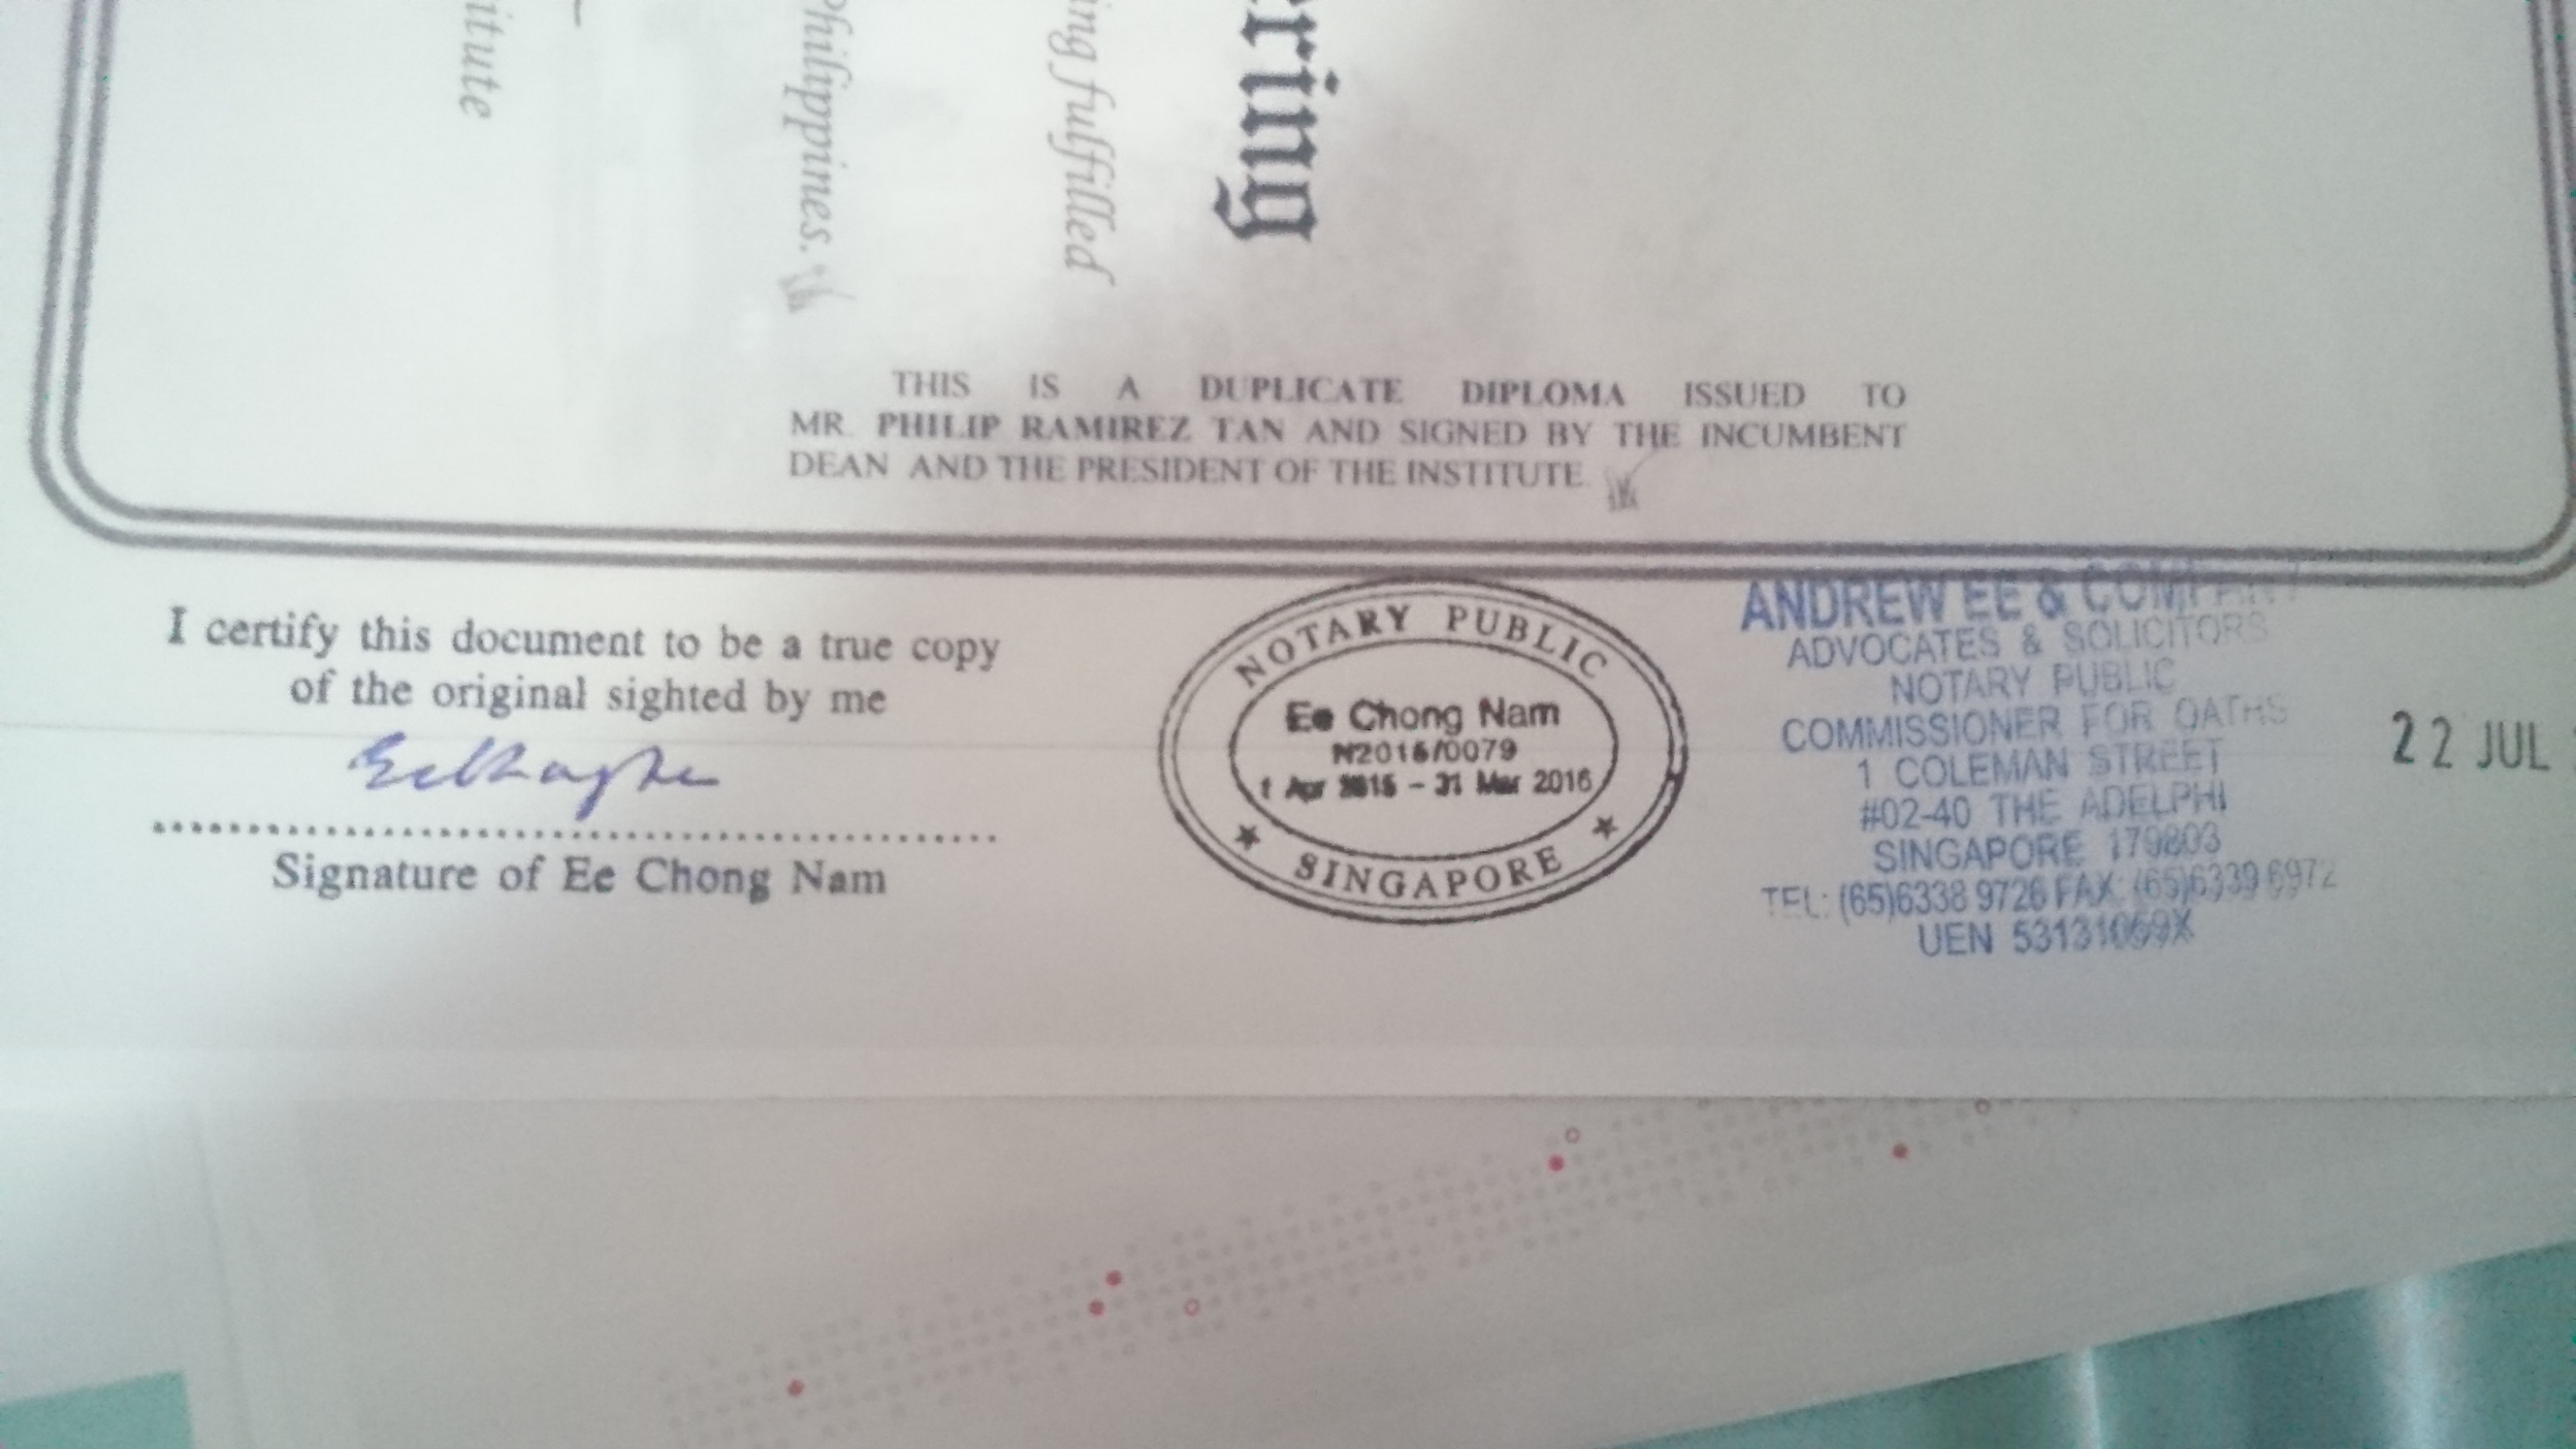 itute
Philippines.
ing fulfilled
ring
THIS IS A DUPLICATE DIPLOMA ISSUED TO
MR. PHILIP RAMIREZ TAN AND SIGNED BY THE INCUMBENT
DEAN AND THE PRESIDENT OF THE INSTITUTE.
I certify this document to be a true copy
of the original sighted by me
Signature of Ee Chong Nam
NOTARY PUBLIC
Ee Chong Nam
N2015/0079
1 Apr 2015 - 31 Mar 2016
SINGAPORE
ANDREW EE & COMPANY
ADVOCATES & SOLICITORS
NOTARY PUBLIC
COMMISSIONER FOR OATHS
1 COLEMAN STREET
#02-40 THE ADELPHI
SINGAPORE 179803
TEL: (65)6338 9726 FAX: (65)6339 6972
UEN 53131069X
22 JUL